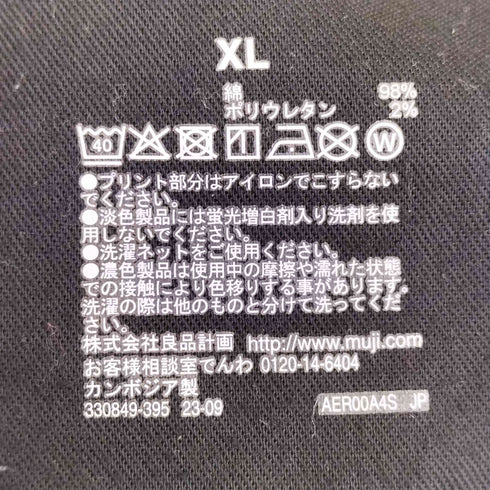 XL
綿 98%
ポリウレタン 2%
40 W
●プリント部分はアイロンでこすらない
でください。
●淡色製品には蛍光増白剤入り洗剤を使
用しないでください。
●洗濯ネットをご使用ください。
●濃色製品は使用中の摩擦や濡れた状態
での接触により色移りする事があります。
洗濯の際は他のものと分けて洗ってくだ
さい。
株式会社良品計画 http://www.muji.com
お客様相談室でんわ 0120-14-6404
カンボジア製
330849-395 23-09 AER00A4S JP